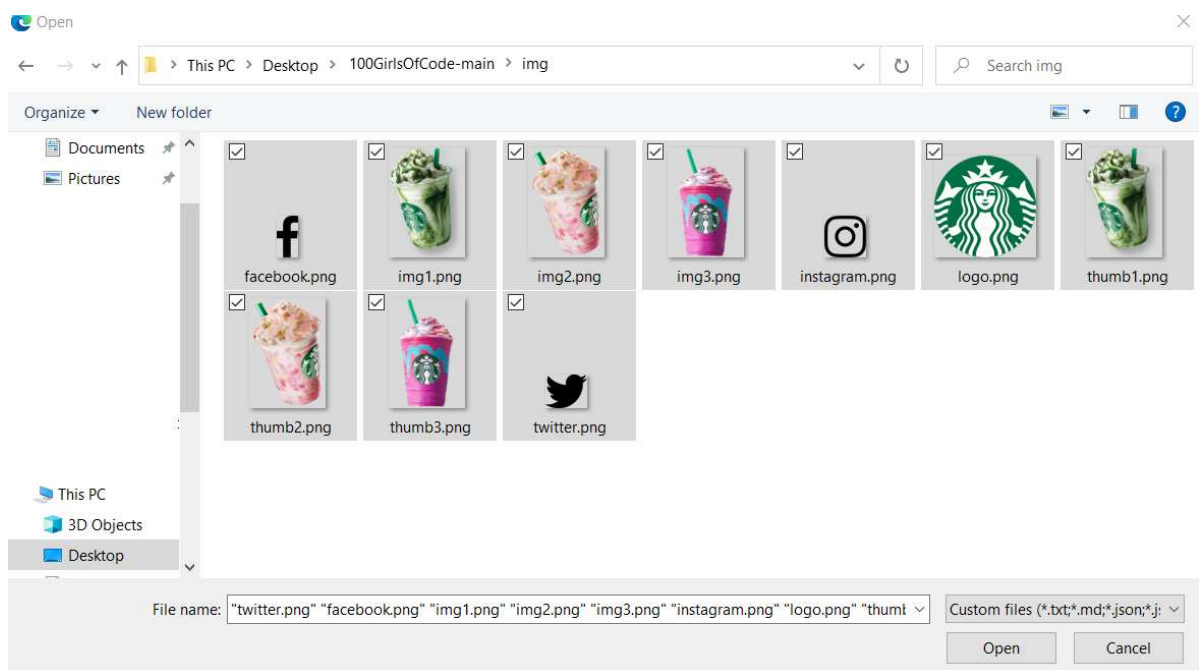 Open
This PC > Desktop > 100GirlsOfCode-main > img
Search img
Organize
New folder
Documents
Pictures
facebook.png
img1.png
img2.png
img3.png
instagram.png
logo.png
thumb1.png
thumb2.png
thumb3.png
twitter.png
This PC
3D Objects
Desktop
File name: "twitter.png" "facebook.png" "img1.png" "img2.png" "img3.png" "instagram.png" "logo.png"
Custom files (*.txt;*.md;*.json;
Open
Cancel